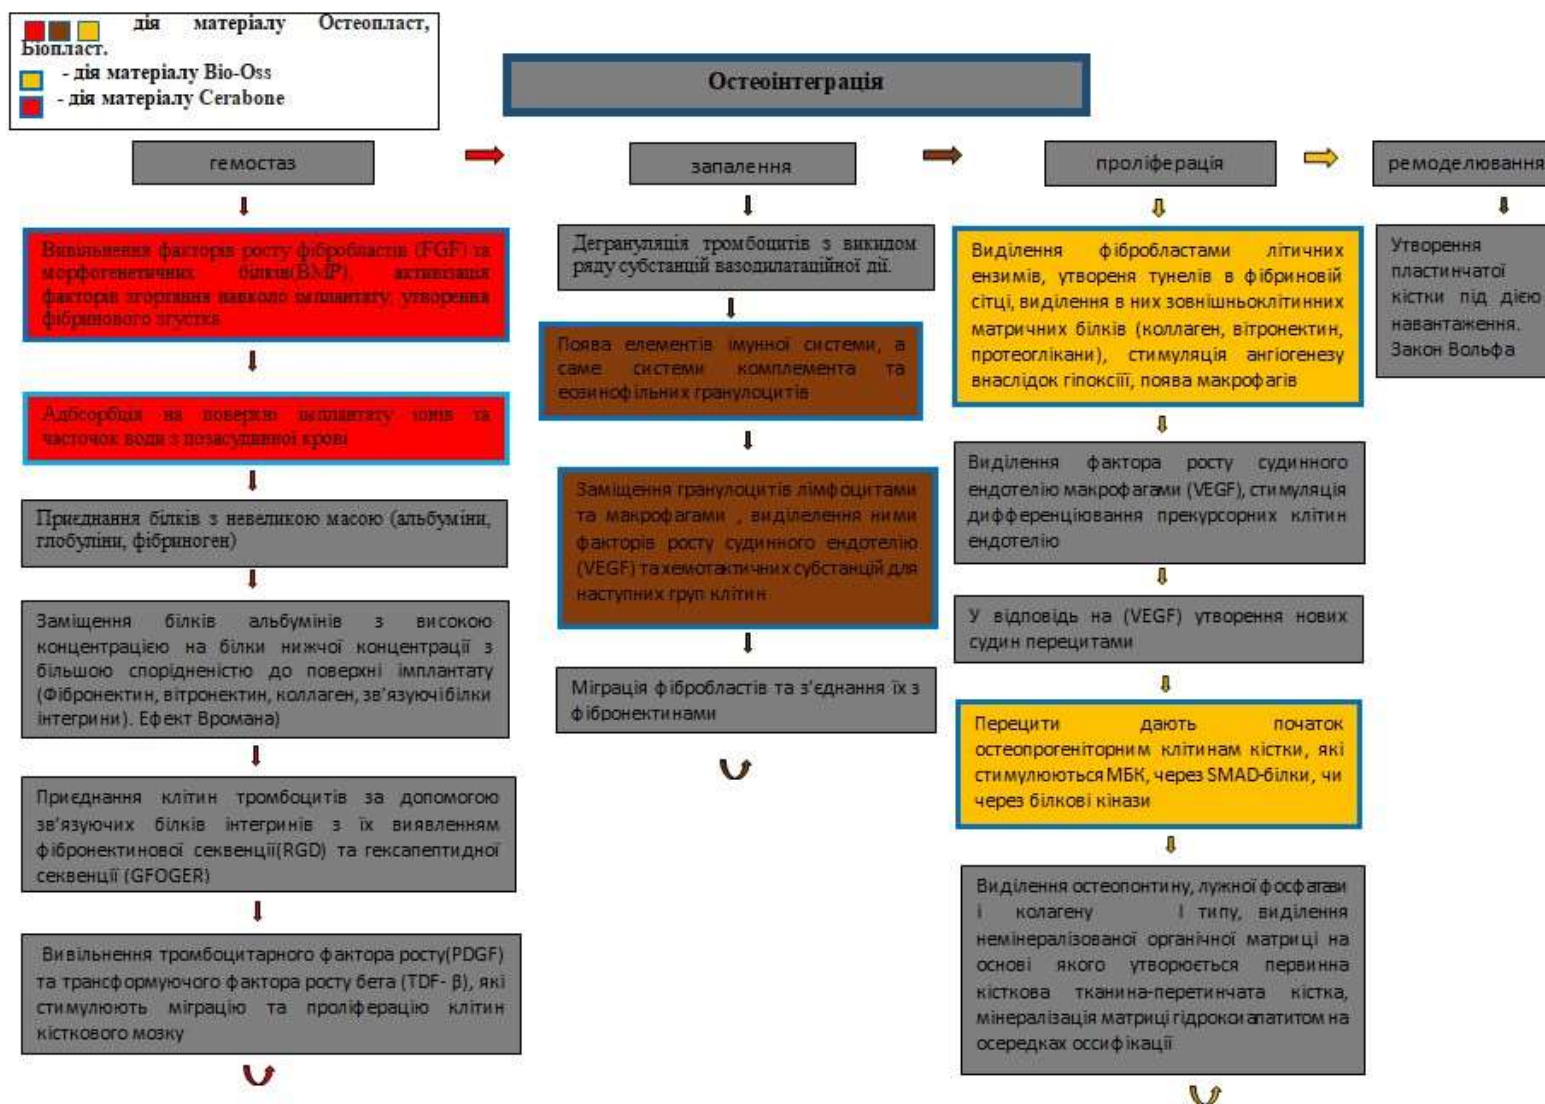 дія матеріалу Остеопласт,
Біопласт.
- дія матеріалу Bio-Oss
- дія матеріалу Cerabone
Остеоінтеграція
гемостаз
Вивільнення факторів росту фібробластів (FGF) та
морфогенетичних білків(BMP), активізація
факторів згортання навколо імплантату, утворення
фібринового згустка
Адбсорбція на поверхю імплантату іонів та
часточок води з позасудинної крові
Приєднання білків з невеликою масою (альбуміни,
глобуліни, фібриноген)
Заміщення білків альбумінів з високою
концентрацією на білки нижчої концентрації з
більшою спорідненістю до поверхні імплантату
(Фібронектин, вітронектин, коллаген, зв’язуючі білки
інтегрини). Ефект Вромана)
Приєднання клітин тромбоцитів за допомогою
зв’язуючих білків інтегринів з їх виявленням
фібронектинової секвенції(RGD) та гексапептидної
секвенції (GFOGER)
Вивільнення тромбоцитарного фактора росту(PDGF)
та трансформуючого фактора росту бета (TDF- β), які
стимулюють міграцію та проліферацію клітин
кісткового мозку
запалення
Дегрануляція тромбоцитів з викидом
ряду субстанцій вазодилатаційної дії.
Поява елементів імунної системи, а
саме системи комплемента та
еозинофільних гранулоцитів
Заміщення гранулоцитів лімфоцитами
та макрофагами , виділелення ними
факторів росту судинного ендотелію
(VEGF) та хемотактичних субстанцій для
наступних груп клітин
Міграція фібробластів та з’єднання їх з
фібронектинами
проліферація
Виділення фібробластами літичних
ензимів, утвореня тунелів в фібриновій
сітці, виділення в них зовнішньоклітинних
матричних білків (коллаген, вітронектин,
протеоглікани), стимуляція ангіогенезу
внаслідок гіпоксіїі, поява макрофагів
Виділення фактора росту судинного
ендотелію макрофагами (VEGF), стимуляція
дифференціювання прекурсорних клітин
ендотелію
У відповідь на (VEGF) утворення нових
судин перецитами
Перецити дають початок
остеопрогеніторним клітинам кістки, які
стимулюються МБК, через SMAD-білки, чи
через білкові кінази
Виділення остеопонтину, лужної фосфатази
і колагену І типу, виділення
немінералізованої органічної матриці на
основі якого утворюється первинна
кісткова тканина-перетинчата кістка,
мінералізація матриці гідроксиапатитом на
осередках оссифікації
ремоделювання
Утворення
пластинчатої
кістки під дією
навантаження.
Закон Вольфа